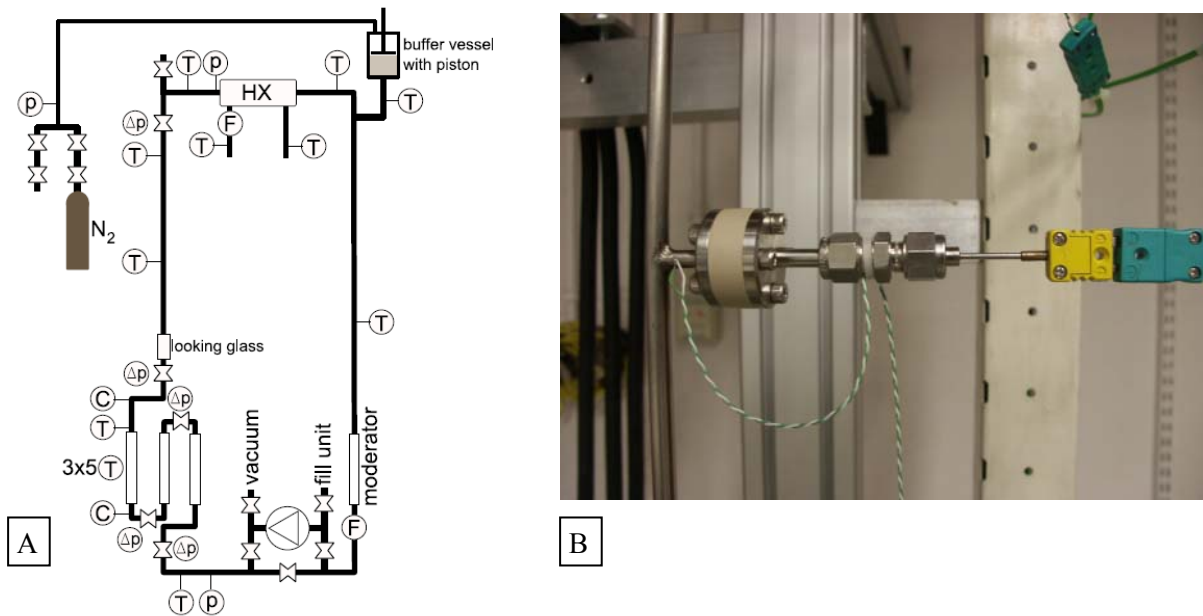 buffer vessel
with piston
T
p
T
HX
T
p
Δp
F
T
T
T
T
N2
T
T
looking glass
Δp
C
Δp
T
3x5 T
C
Δp
Δp
vacuum
fill unit
moderator
F
T
p
A
B